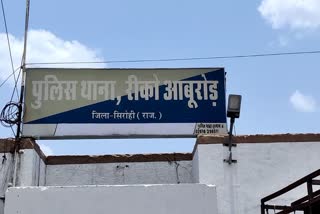 पुलिस थाना, रीको आबूरोड़
जिला-सिरोही ( राज. )